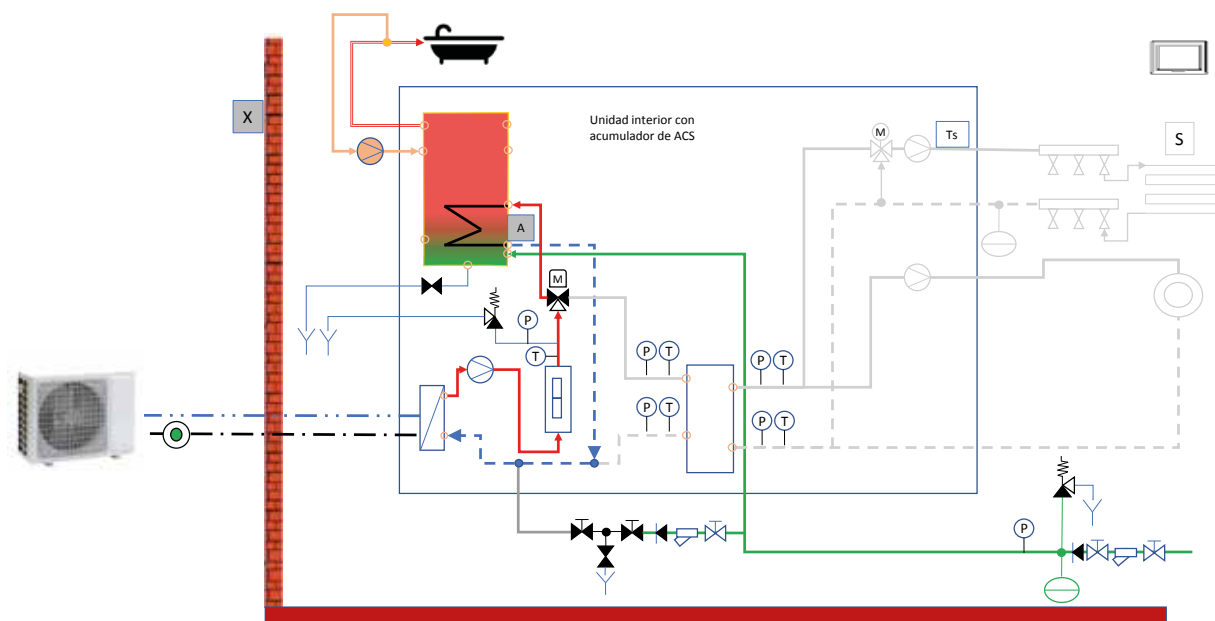 X
Unidad interior con
acumulador de ACS
M
Ts
S
A
M
P
T
P
T
P
T
P
T
P
T
P